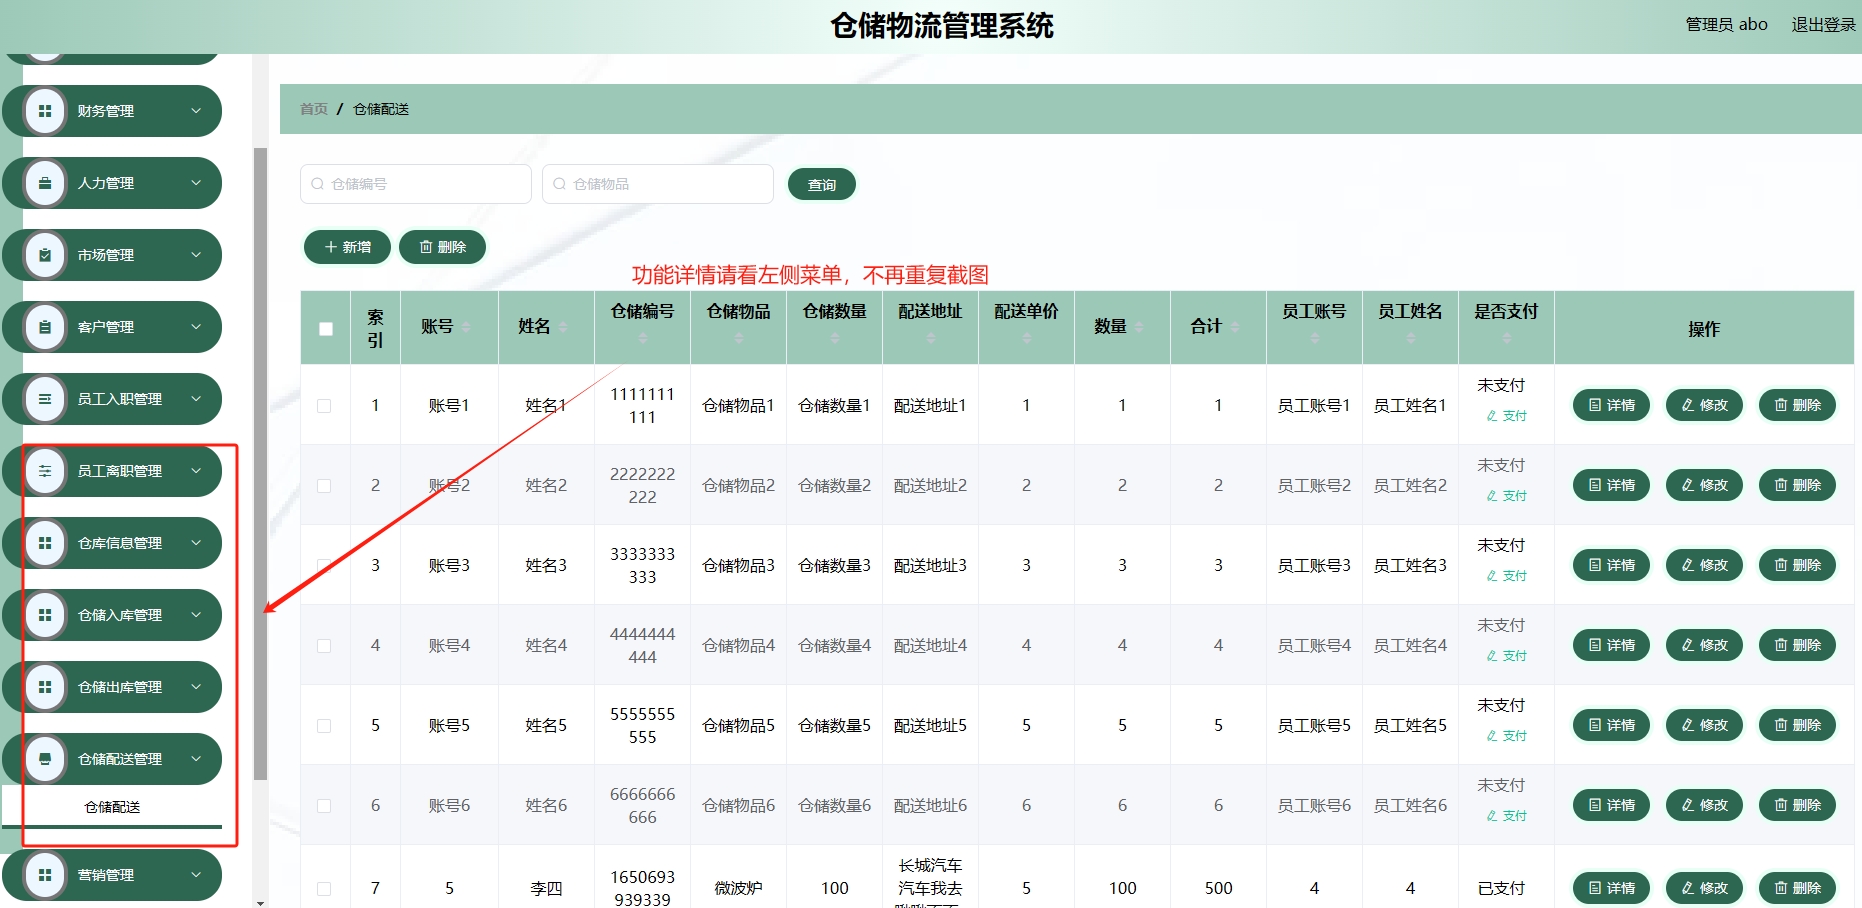 仓储物流管理系统
管理员 abo
退出登录
财务管理
人力管理
市场管理
客户管理
员工入职管理
员工离职管理
仓库信息管理
仓储入库管理
仓储出库管理
仓储配送管理
仓储配送
营销管理
首页 / 仓储配送
仓储编号
仓储物品
查询
新增
删除
功能详情请看左侧菜单，不再重复截图
索引 账号 姓名 仓储编号 仓储物品 仓储数量 配送地址 配送单价 数量 合计 员工账号 员工姓名 是否支付 操作
1 账号1 姓名1 1111111111 仓储物品1 仓储数量1 配送地址1 1 1 1 员工账号1 员工姓名1 未支付 支付 详情 修改 删除
2 账号2 姓名2 2222222222 仓储物品2 仓储数量2 配送地址2 2 2 2 员工账号2 员工姓名2 未支付 支付 详情 修改 删除
3 账号3 姓名3 3333333333 仓储物品3 仓储数量3 配送地址3 3 3 3 员工账号3 员工姓名3 未支付 支付 详情 修改 删除
4 账号4 姓名4 4444444444 仓储物品4 仓储数量4 配送地址4 4 4 4 员工账号4 员工姓名4 未支付 支付 详情 修改 删除
5 账号5 姓名5 5555555555 仓储物品5 仓储数量5 配送地址5 5 5 5 员工账号5 员工姓名5 未支付 支付 详情 修改 删除
6 账号6 姓名6 6666666666 仓储物品6 仓储数量6 配送地址6 6 6 6 员工账号6 员工姓名6 未支付 支付 详情 修改 删除
7 5 李四 1650693939339 微波炉 100 长城汽车汽车我去 5 100 500 4 4 已支付 详情 修改 删除